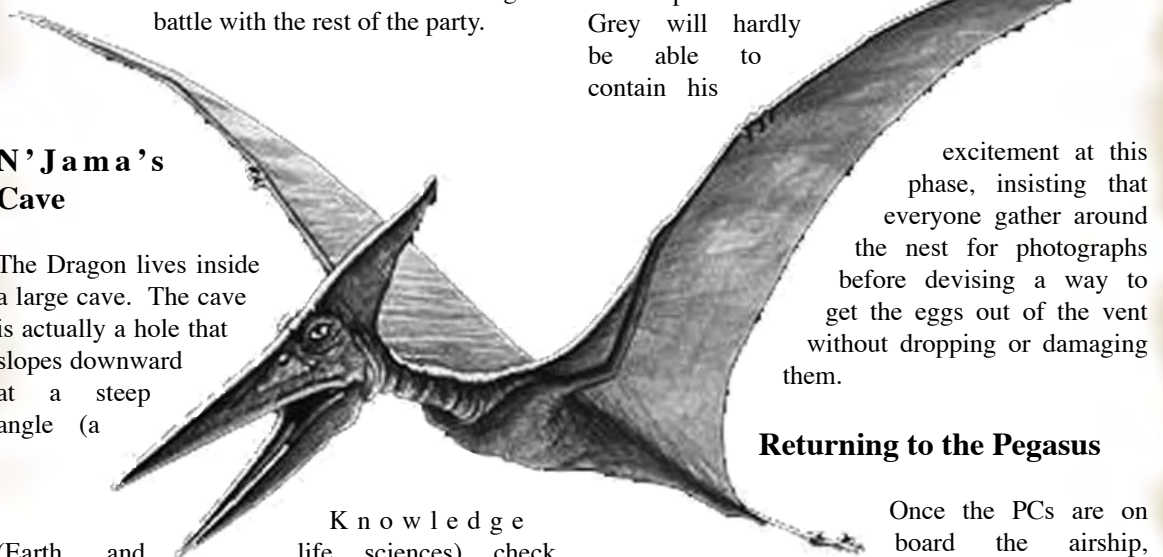 battle with the rest of the party.
N'Jama's
Cave
The Dragon lives inside
a large cave. The cave
is actually a hole that
slopes downward
at a steep
angle (a
(Earth and
Knowledge
life sciences) check
Grey will hardly
be able to
contain his
excitement at this
phase, insisting that
everyone gather around
the nest for photographs
before devising a way to
get the eggs out of the vent
without dropping or damaging
them.
Returning to the Pegasus
Once the PCs are on
board the airship,